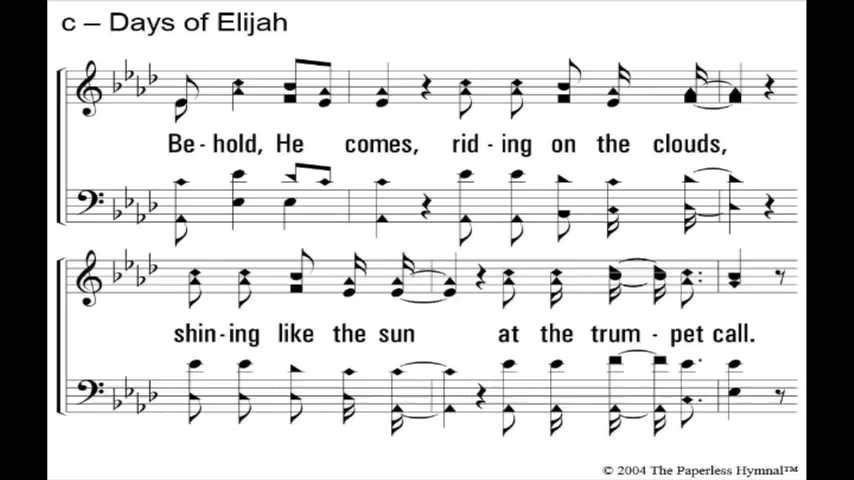 c – Days of Elijah
Be - hold, He comes, rid - ing on the clouds,
shin - ing like the sun at the trum - pet call.
© 2004 The Paperless Hymnal™